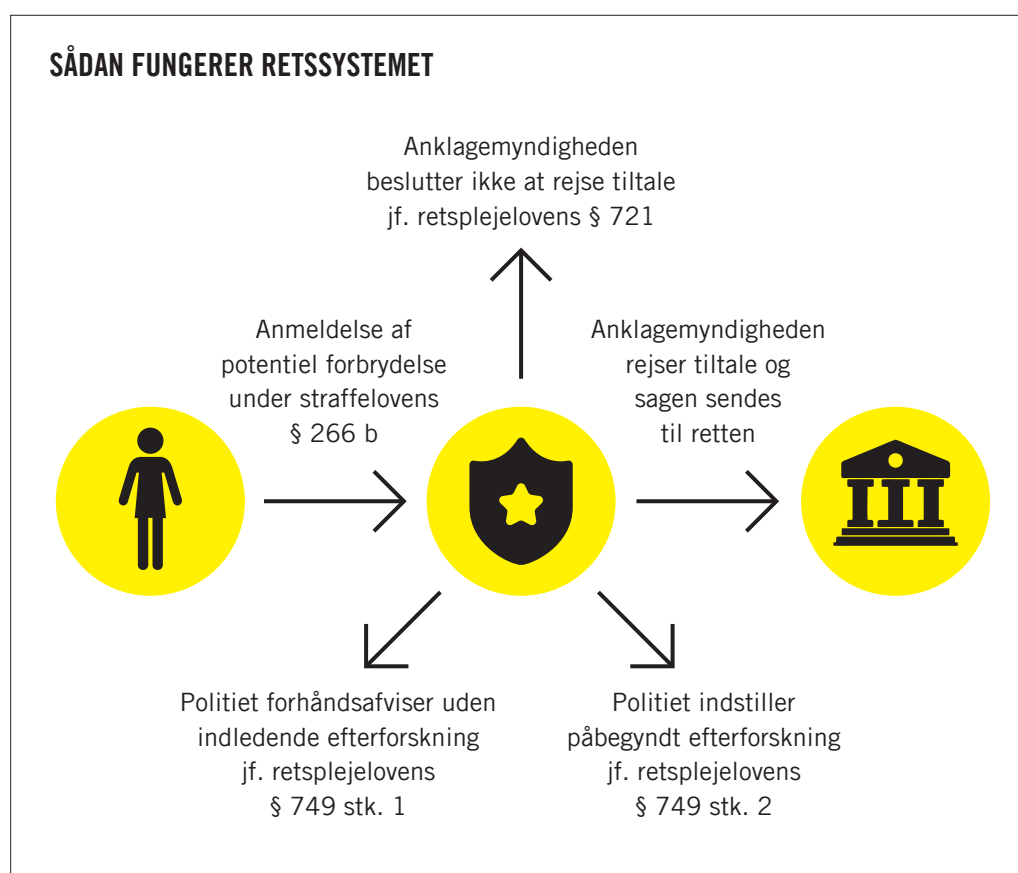 SÅDAN FUNGERER RETSSYSTEMET
Anklagemyndigheden
beslutter ikke at rejse tiltale
jf. retsplejelovens § 721
Anmeldelse af
potentiel forbrydelse
under straffelovens
§ 266 b
Anklagemyndigheden
rejser tiltale og
sagen sendes
til retten
Politiet forhåndsafviser uden
indledende efterforskning
jf. retsplejelovens
§ 749 stk. 1
Politiet indstiller
påbegyndt efterforskning
jf. retsplejelovens
§ 749 stk. 2